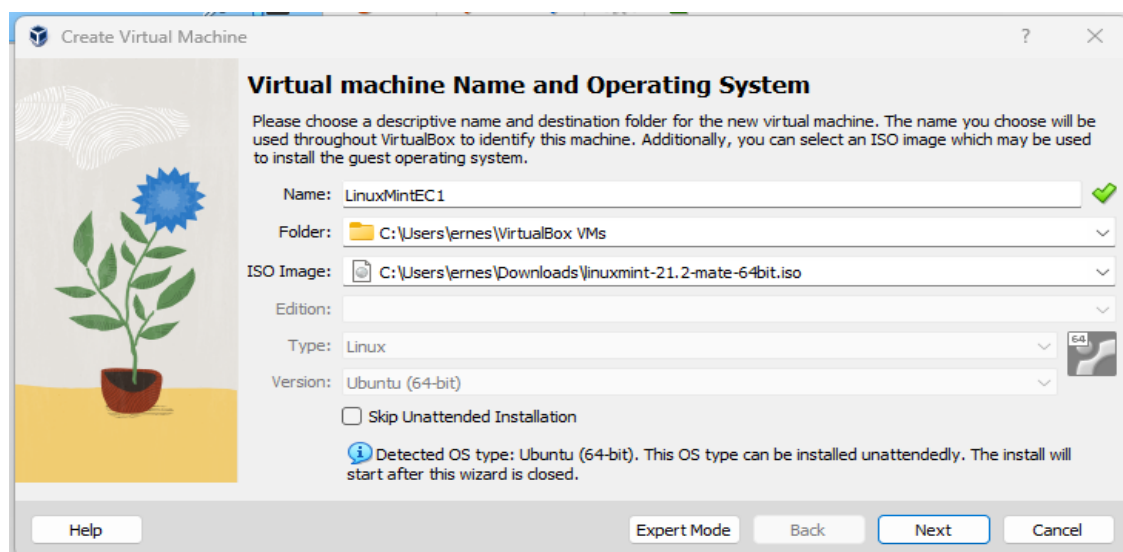 Create Virtual Machine
Virtual machine Name and Operating System
Please choose a descriptive name and destination folder for the new virtual machine. The name you choose will be
used throughout VirtualBox to identify this machine. Additionally, you can select an ISO image which may be used
to install the guest operating system.
Name: LinuxMintEC1
Folder: C:\Users\ernes\VirtualBox VMs
ISO Image: C:\Users\ernes\Downloads\linuxmint-21.2-mate-64bit.iso
Edition:
Type: Linux
64
Version: Ubuntu (64-bit)
Skip Unattended Installation
Detected OS type: Ubuntu (64-bit). This OS type can be installed unattendedly. The install will
start after this wizard is closed.
Help Expert Mode Back Next Cancel